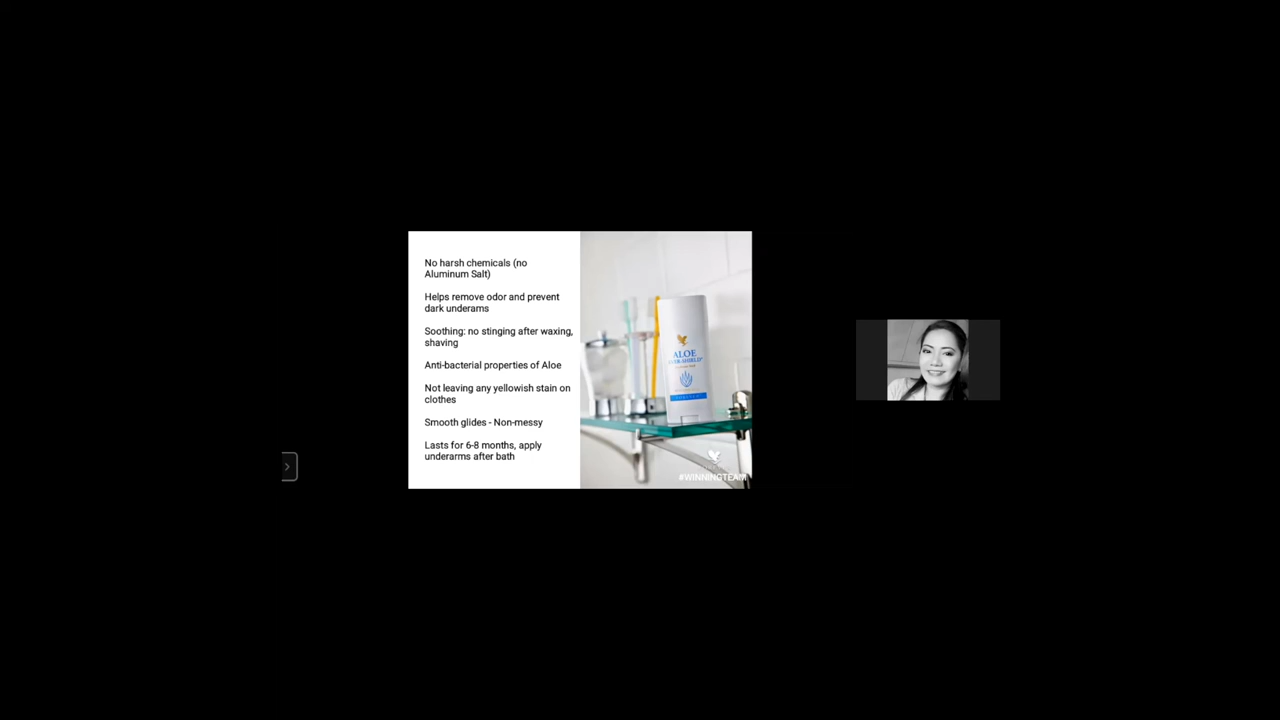 No harsh chemicals (no
Aluminum Salt)
Helps remove odor and prevent
dark underams
Soothing: no stinging after waxing,
shaving
Anti-bacterial properties of Aloe
Not leaving any yellowish stain on
clothes
Smooth glides - Non-messy
Lasts for 6-8 months, apply
underarms after bath
ALOE
#WINNINGTEAM